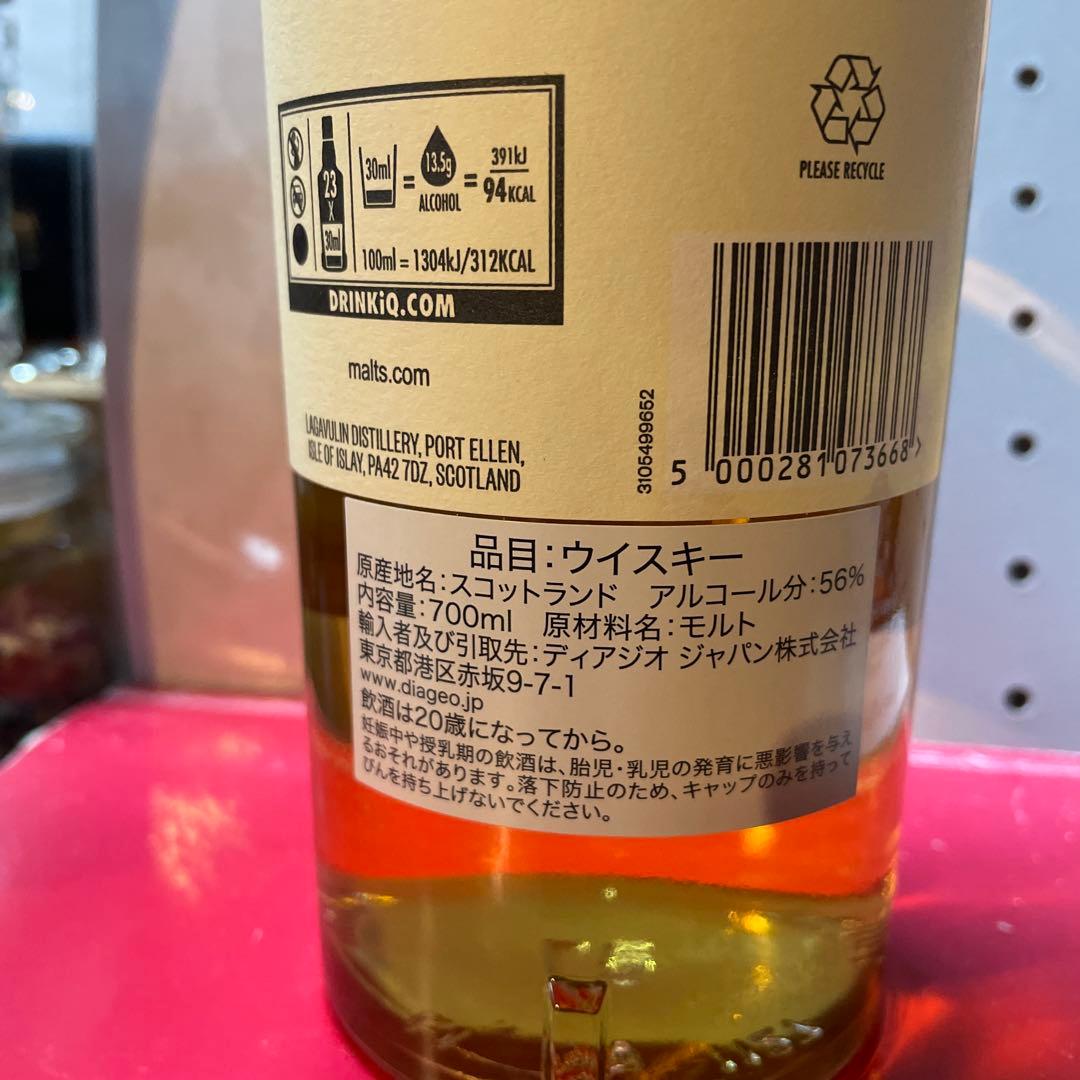 23
X
30ml
30ml
=
13.5g
ALCOHOL
=
391kJ
94KCAL
100ml = 1304kJ/312KCAL
DRINKiQ.COM
PLEASE RECYCLE
malts.com
LAGAVULIN DISTILLERY, PORT ELLEN,
ISLE OF ISLAY, PA42 7DZ, SCOTLAND
3105499652
5 000281 073668 >
品目:ウイスキー
原産地名:スコットランド アルコール分:56%
内容量:700ml 原材料名:モルト
輸入者及び引取先:ディアジオ ジャパン株式会社
東京都港区赤坂9-7-1
www.diageo.jp
飲酒は20歳になってから。
妊娠中や授乳期の飲酒は、胎児・乳児の発育に悪影響を与え
るおそれがあります。落下防止のため、キャップのみを持って
びんを持ち上げないでください。